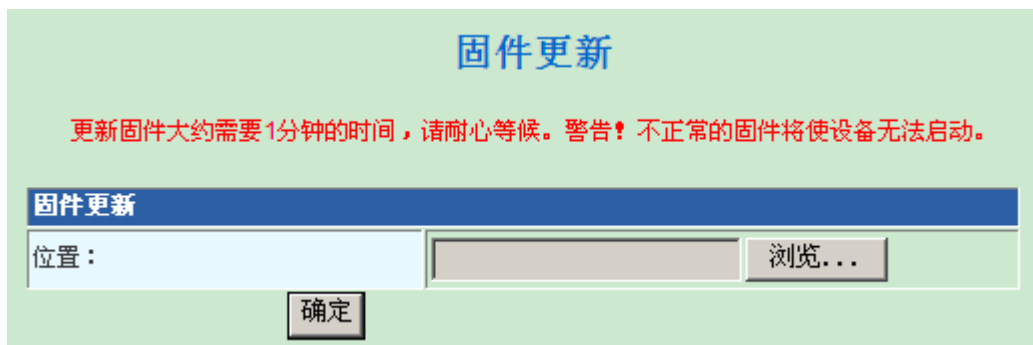 固件更新
更新固件大约需要1分钟的时间，请耐心等候。警告！不正常的固件将使设备无法启动。
固件更新
位置：
浏览...
确定